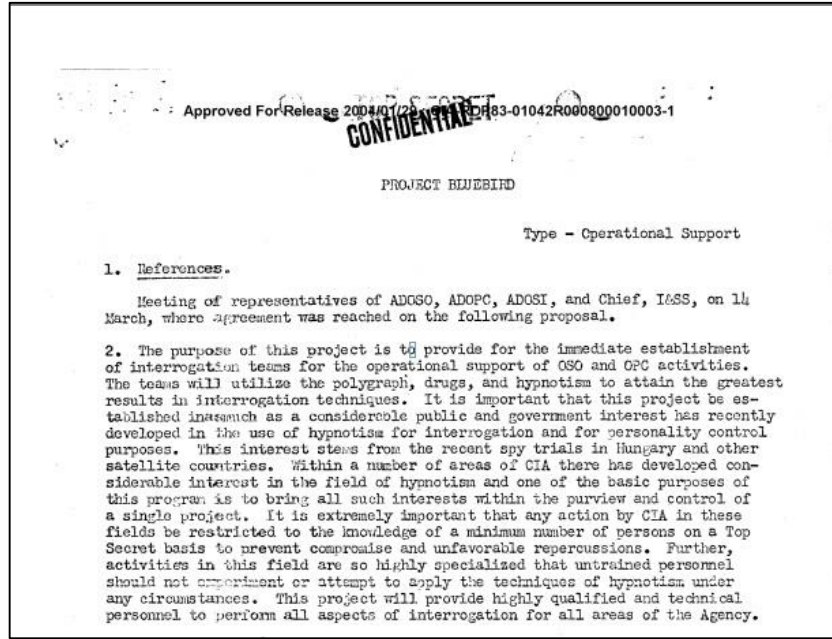 TOP SECRET
Approved For Release 2004/01/29 : CIA-RDP83-01042R000800010003-1
CONFIDENTIAL
PROJECT BLUEBIRD
Type - Operational Support
1. References.
Meeting of representatives of ADOSO, ADOPC, ADOSI, and Chief, I&SS, on 14
March, where agreement was reached on the following proposal.
2. The purpose of this project is to provide for the immediate establishment
of interrogation teams for the operational support of OSO and OPC activities.
The teams will utilize the polygraph, drugs, and hypnotism to attain the greatest
results in interrogation techniques. It is important that this project be es-
tablished inasmuch as a considerable public and government interest has recently
developed in the use of hypnotism for interrogation and for personality control
purposes. This interest stems from the recent spy trials in Hungary and other
satellite countries. Within a number of areas of CIA there has developed con-
siderable interest in the field of hypnotism and one of the basic purposes of
this program is to bring all such interests within the purview and control of
a single project. It is extremely important that any action by CIA in these
fields be restricted to the knowledge of a minimum number of persons on a Top
Secret basis to prevent compromise and unfavorable repercussions. Further,
activities in this field are so highly specialized that untrained personnel
should not experiment or attempt to apply the techniques of hypnotism under
any circumstances. This project will provide highly qualified and technical
personnel to perform all aspects of interrogation for all areas of the Agency.